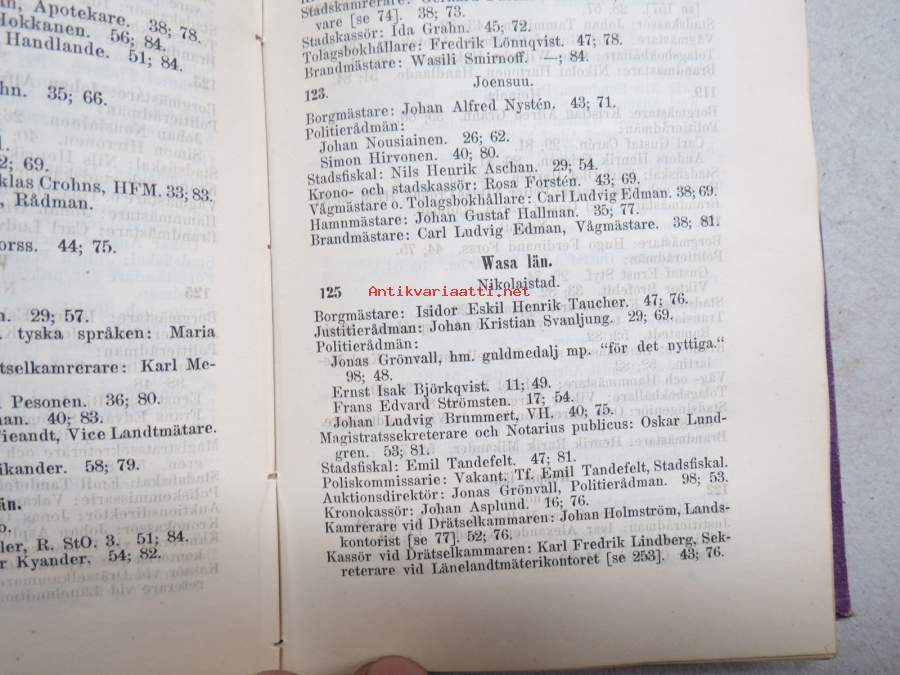 n, Apotekare. 38; 78.
Hokkanen. 56; 84.
Handlande. 51; 84.
hn. 35; 66.
2; 69.
klas Crohns, HFM. 33; 83.
, Rådman.
orss. 44; 75.
n. 29; 57.
tyska språken: Maria
tselkamrerare: Karl Me-
Pesonen. 36; 80.
nan. 40; 83.
Pieandt, Vice Landtmätare.
ikander. 58; 79.
än.
o.
ler, R. StO. 3. 51; 84.
r Kyander. 54; 82.
vare [se 74]. 38; 73.
Stadskassör: Ida Grahn. 45; 72.
Tolagsbokhållare: Fredrik Lönnqvist. 47; 78.
Brandmästare: Wasili Smirnoff. —; 84.
123. Joensuu.
Borgmästare: Johan Alfred Nystén. 43; 71.
Politierådmän:
Johan Nousiainen. 26; 62.
Simon Hirvonen. 40; 80.
Stadsfiskal: Nils Henrik Aschan. 29; 54.
Krono- och stadskassör: Rosa Forstén. 43; 69.
Vågmästare o. Tolagsbokhållare: Carl Ludvig Edman. 38; 69.
Hamnmästare: Johan Gustaf Hallman. 35; 77.
Brandmästare: Carl Ludvig Edman, Vågmästare. 38; 81.
Wasa län.
125 Nikolaistad.
Antikvariaatti.net
Borgmästare: Isidor Eskil Henrik Taucher. 47; 76.
Justitierådman: Johan Kristian Svanljung. 29; 69.
Politierådmän:
Jonas Grönvall, hm. guldmedalj mp. “för det nyttiga.“
98; 48.
Ernst Isak Björkqvist. 11; 49.
Frans Edvard Strömsten. 17; 54.
Johan Ludvig Brummert, VH. 40; 75.
Magistratssekreterare och Notarius publicus: Oskar Lund-
gren. 53; 81.
Stadsfiskal: Emil Tandefelt. 47; 81.
Poliskommissarie: Vakant. Tf. Emil Tandefelt, Stadsfiskal.
Auktionsdirektör: Jonas Grönvall, Politierådman. 98; 53.
Kronokassör: Johan Asplund. 16; 76.
Kamrerare vid Drätselkammaren: Johan Holmström, Lands-
kontorist [se 77]. 52; 76.
Kassör vid Drätselkammaren: Karl Fredrik Lindberg, Sek-
reterare vid Länelandtmäterikontoret [se 253]. 43; 76.